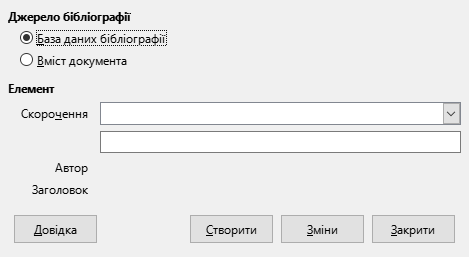 Джерело бібліографії
База даних бібліографії
Вміст документа
Елемент
Скорочення
Автор
Заголовок
Довідка Створити Зміни Закрити